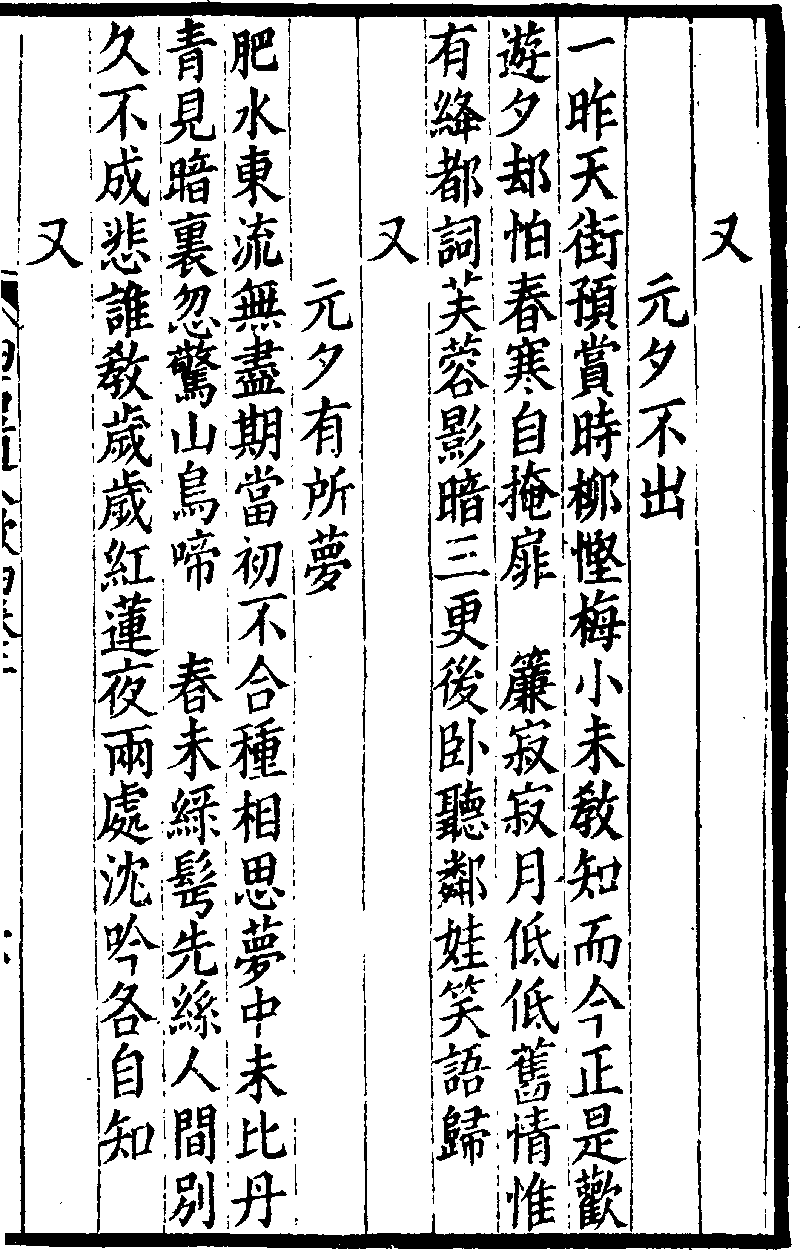 又
元夕不出
一昨天街預賞時柳慳梅小未教知而今正是歡
遊夕却怕春寒自掩扉　簾寂寂月低低舊情惟
有絳都詞芙蓉影暗三更後卧聽鄰娃笑語歸
又
元夕有所夢
肥水東流無盡期當初不合種相思夢中未比丹
青見暗裏忽驚山鳥啼　春未綠鬂先絲人間別
久不成悲誰教歲歲紅蓮夜兩處沈吟各自知
又